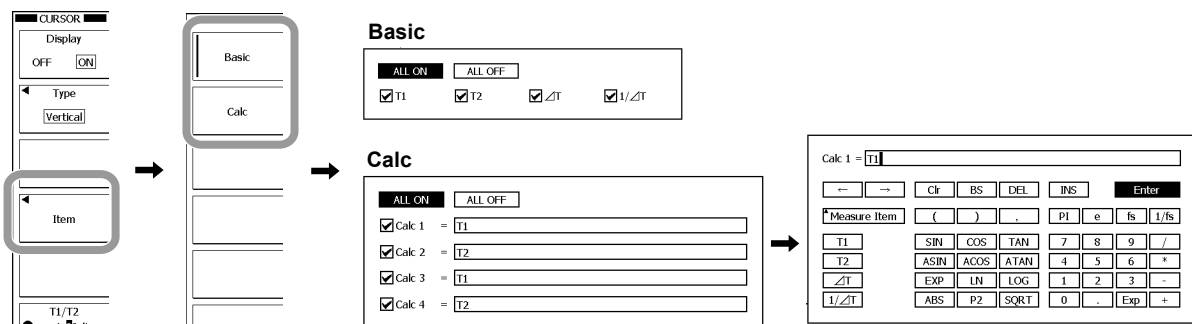 CURSOR
Display
OFF ON
Type
Vertical
Item
T1/T2
Basic
Calc
Basic
ALL ON ALL OFF
T1 T2 ⊿T 1/⊿T
Calc
ALL ON ALL OFF
Calc 1 = T1
Calc 2 = T2
Calc 3 = T1
Calc 4 = T2
Calc 1 = T1
← → Clr BS DEL INS Enter
Measure Item ( ) , PI e fs 1/fs
T1 SIN COS TAN 7 8 9 /
T2 ASIN ACOS ATAN 4 5 6 *
⊿T EXP LN LOG 1 2 3 -
1/⊿T ABS P2 SQRT 0 . Exp +